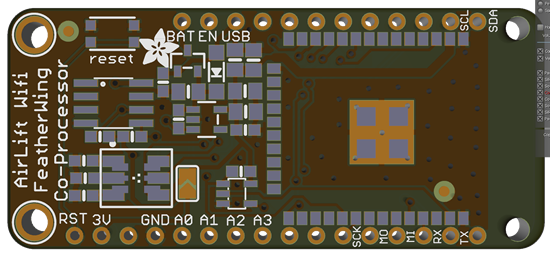 BAT EN USB
SCL
SDA
reset
AirLift Wifi
FeatherWing
Co-Processor
RST 3V GND A0 A1 A2 A3
SCK
MO
MI
RX
TX